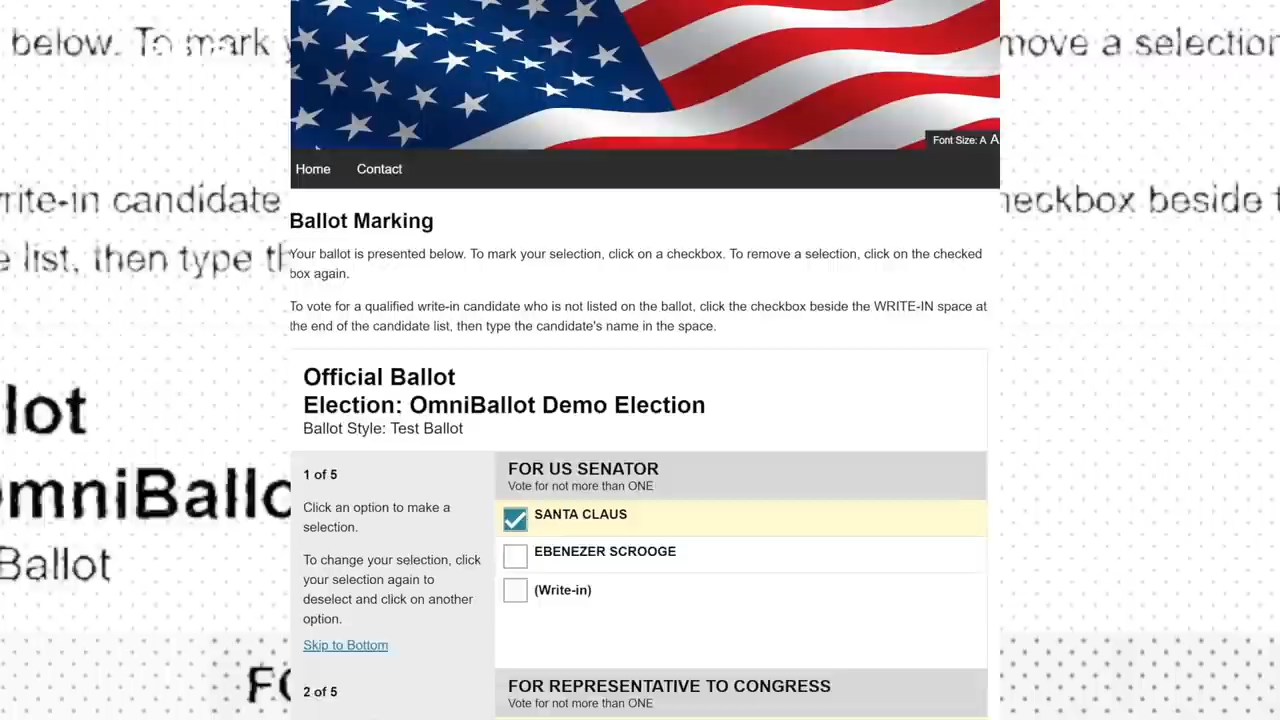 below. To mark
move a selection
Font Size: A A
Home Contact
rite-in candidate
heckbox beside
e list, then type th
Ballot Marking
Your ballot is presented below. To mark your selection, click on a checkbox. To remove a selection, click on the checked
box again.
To vote for a qualified write-in candidate who is not listed on the ballot, click the checkbox beside the WRITE-IN space at
the end of the candidate list, then type the candidate's name in the space.
lot
mniBallo
Ballot
FO
Official Ballot
Election: OmniBallot Demo Election
Ballot Style: Test Ballot
1 of 5
Click an option to make a
selection.
To change your selection, click
your selection again to
deselect and click on another
option.
Skip to Bottom
FOR US SENATOR
Vote for not more than ONE
SANTA CLAUS
EBENEZER SCROOGE
(Write-in)
2 of 5
FOR REPRESENTATIVE TO CONGRESS
Vote for not more than ONE